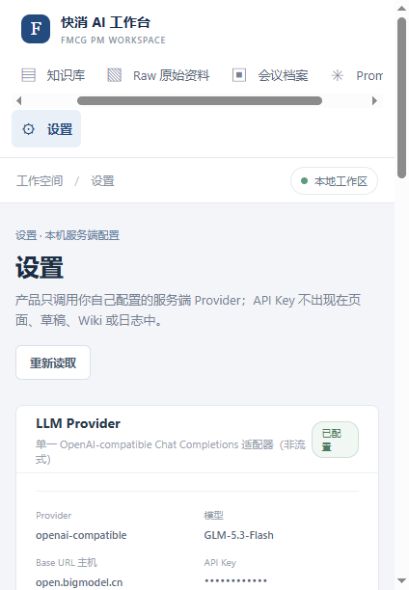 F 快消 AI 工作台
FMCG PM WORKSPACE
知识库 Raw 原始资料 会议档案 Prom
设置
工作空间 / 设置 本地工作区
设置 · 本机服务端配置
设置
产品只调用你自己配置的服务端 Provider；API Key 不出现在页
面、草稿、Wiki 或日志中。
重新读取
LLM Provider
单一 OpenAI-compatible Chat Completions 适配器（非流
式）
已配
置
Provider 模型
openai-compatible GLM-5.3-Flash
Base URL 主机 API Key
open.bigmodel.cn ••••••••••••